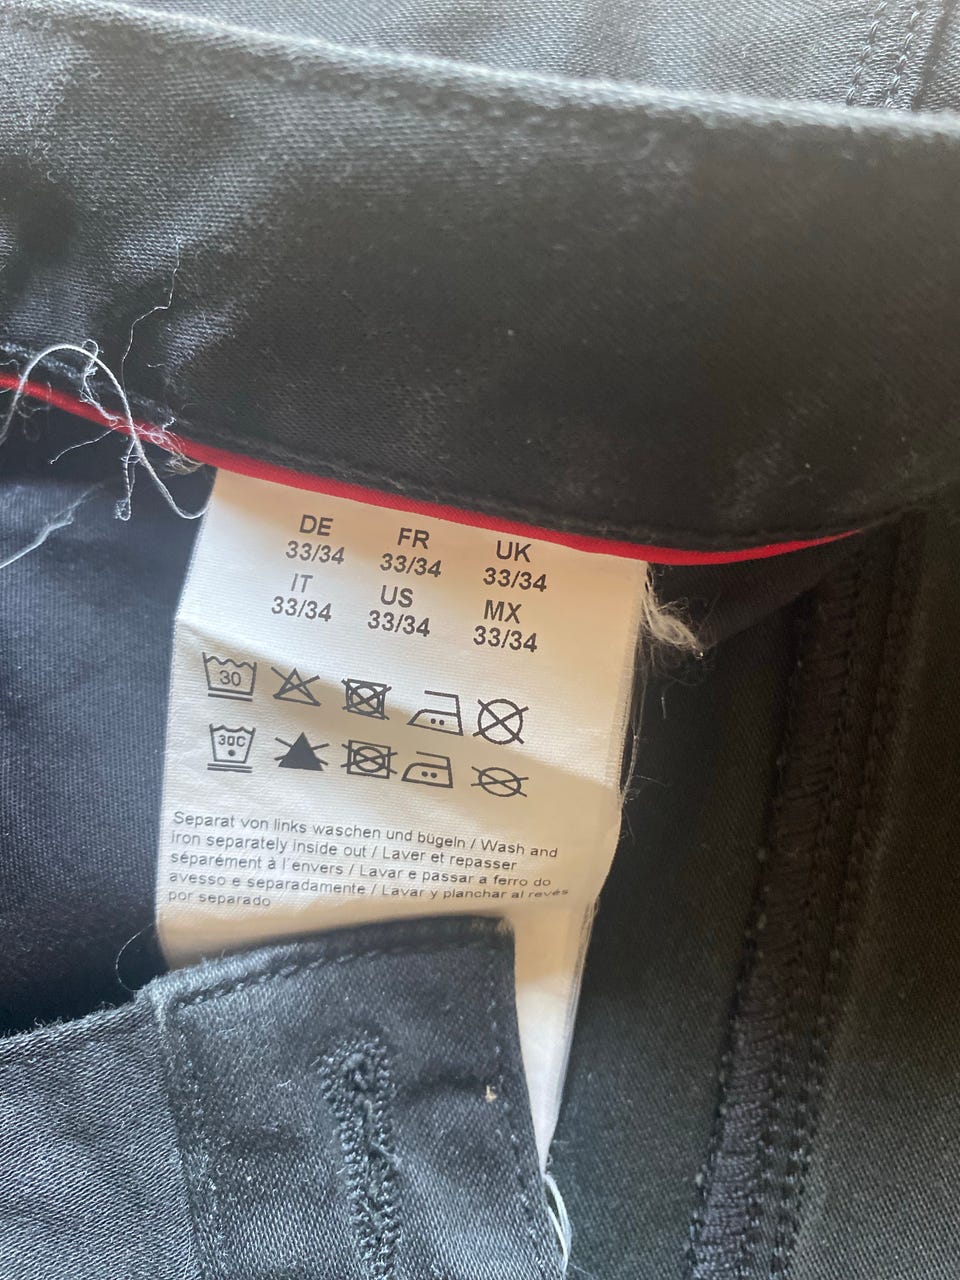 DE FR UK
33/34 33/34 33/34
IT US MX
33/34 33/34 33/34
30
30C
Separat von links waschen und bügeln / Wash and
iron separately inside out / Laver et repasser
séparément à l'envers / Lavar e passar a ferro do
avesso e separadamente / Lavar y planchar al revés
por separado